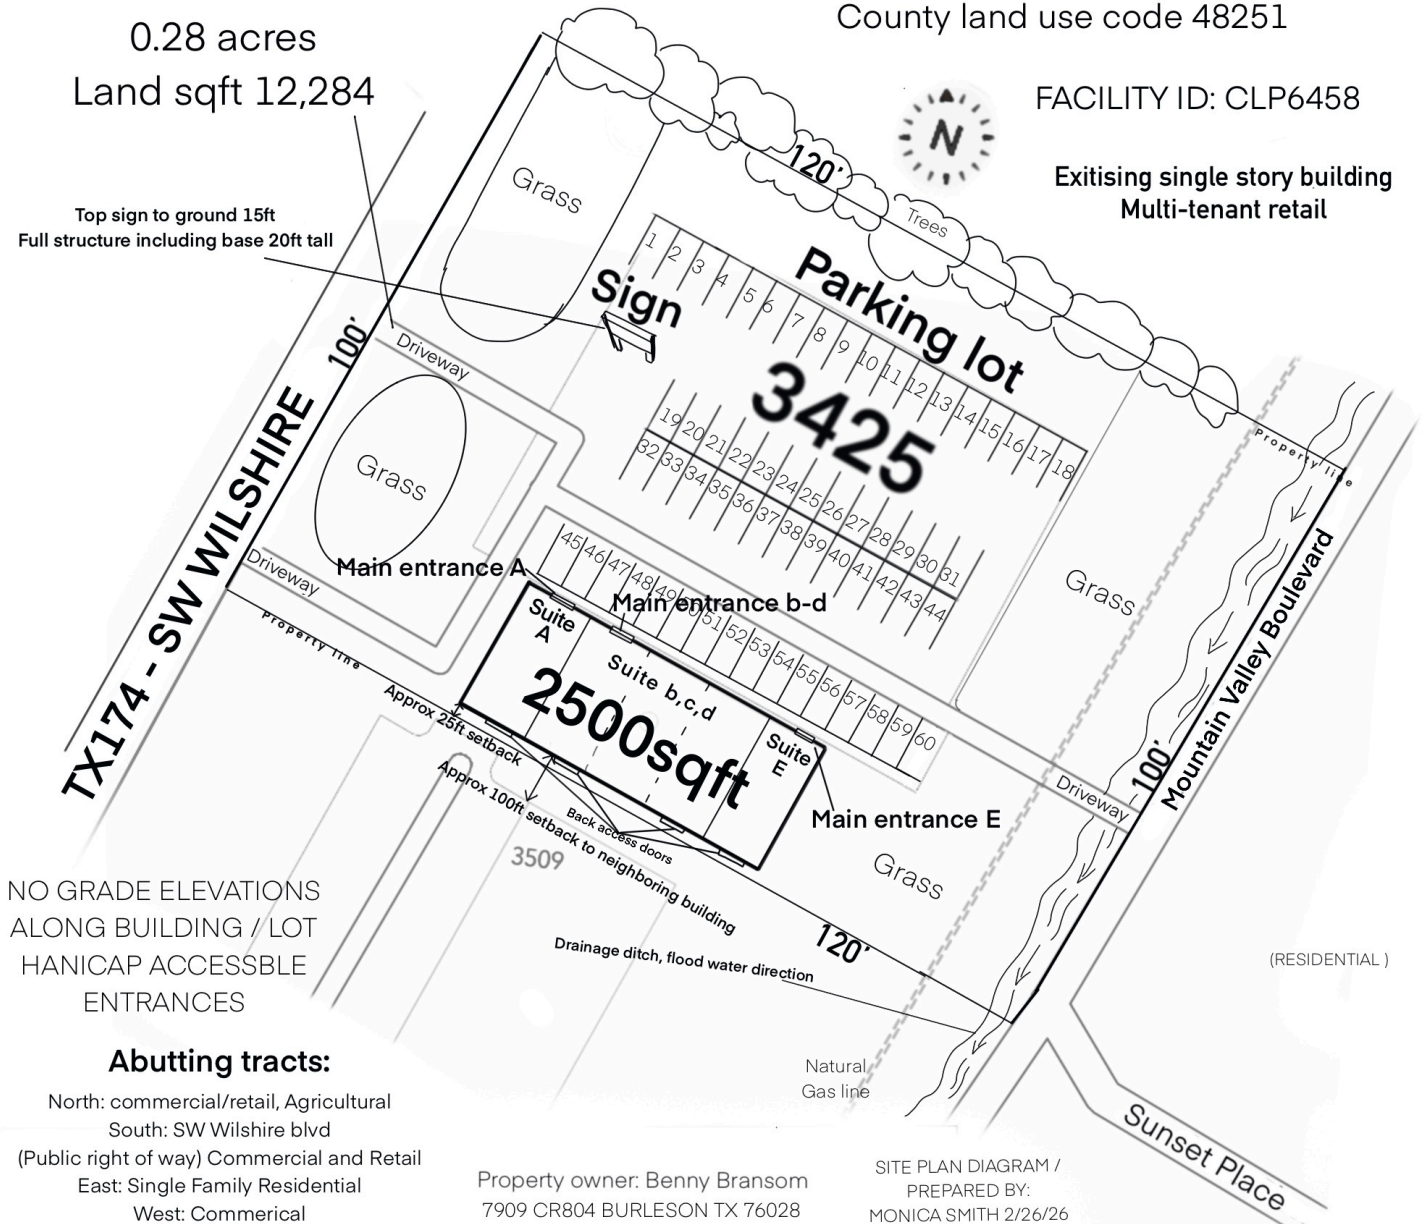 County land use code 48251
0.28 acres
Land sqft 12,284
FACILITY ID: CLP6458
N
120'
Exitising single story building
Multi-tenant retail
Grass
Trees
Top sign to ground 15ft
Full structure including base 20ft tall
Sign
Parking lot
3425
1 2 3 4 5 6 7 8 9 10 11 12 13 14 15 16 17 18
19 20 21 22 23 24 25 26 27 28 29 30 31
32 33 34 35 36 37 38 39 40 41 42 43 44
45 46 47 48 49 50 51 52 53 54 55 56 57 58 59 60
100'
Driveway
Grass
TX174 - SW WILSHIRE
Driveway
Property line
Property line
Grass
Mountain Valley Boulevard
100'
Driveway
Main entrance A
Main entrance b-d
Suite
A
Suite b,c,d
2500sqft
Suite
E
Main entrance E
Approx 25ft setback
Approx 100ft setback to neighboring building
Back access doors
3509
Grass
120'
Drainage ditch, flood water direction
NO GRADE ELEVATIONS
ALONG BUILDING / LOT
HANICAP ACCESSBLE
ENTRANCES
(RESIDENTIAL )
Natural
Gas line
Sunset Place
Abutting tracts:
North: commercial/retail, Agricultural
South: SW Wilshire blvd
(Public right of way) Commercial and Retail
East: Single Family Residential
West: Commerical
Property owner: Benny Bransom
7909 CR804 BURLESON TX 76028
SITE PLAN DIAGRAM /
PREPARED BY:
MONICA SMITH 2/26/26